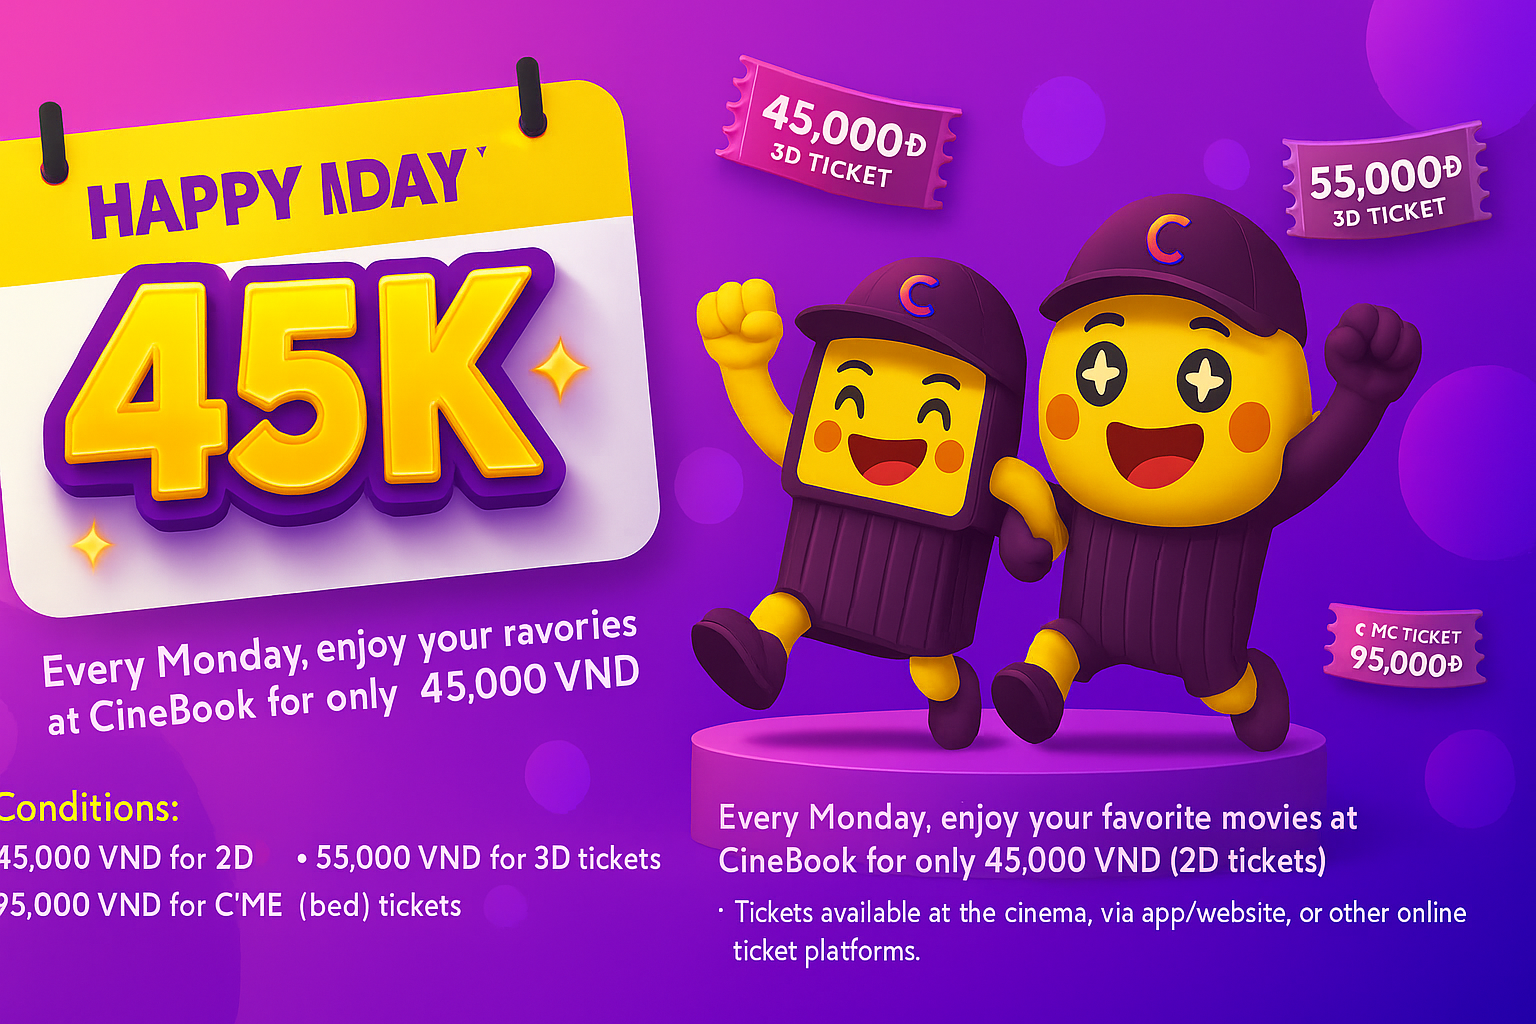 HAPPY DAY
45K
Every Monday, enjoy your ravories
at CineBook for only 45,000 VND
Conditions:
45,000 VND for 2D • 55,000 VND for 3D tickets
95,000 VND for C'ME (bed) tickets
45,000Đ
3D TICKET
55,000Đ
3D TICKET
C
C
C MC TICKET
95,000Đ
Every Monday, enjoy your favorite movies at
CineBook for only 45,000 VND (2D tickets)
· Tickets available at the cinema, via app/website, or other online
ticket platforms.